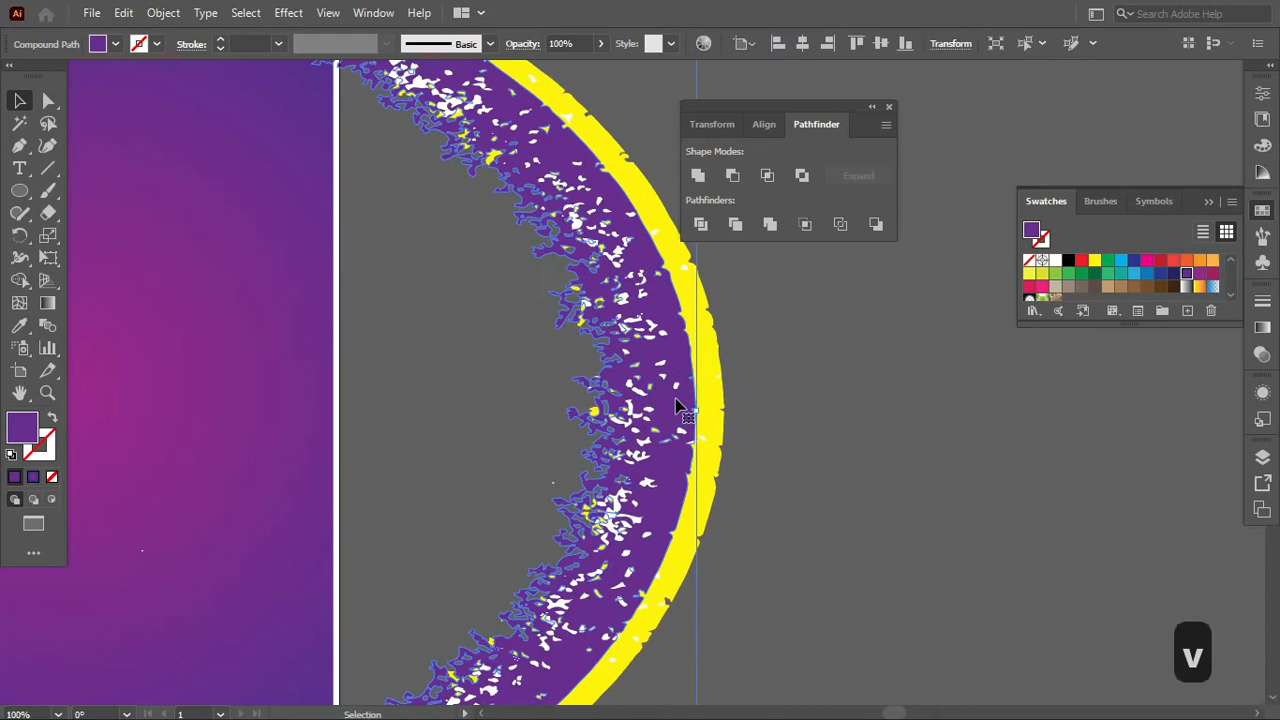 Ai File Edit Object Type Select Effect View Window Help Search Adobe Help
Compound Path Stroke: Basic Opacity: 100% Style: Transform
Transform Align Pathfinder
Shape Modes:
Expand
Pathfinders:
Swatches Brushes Symbols
v
100% 0° 1 Selection